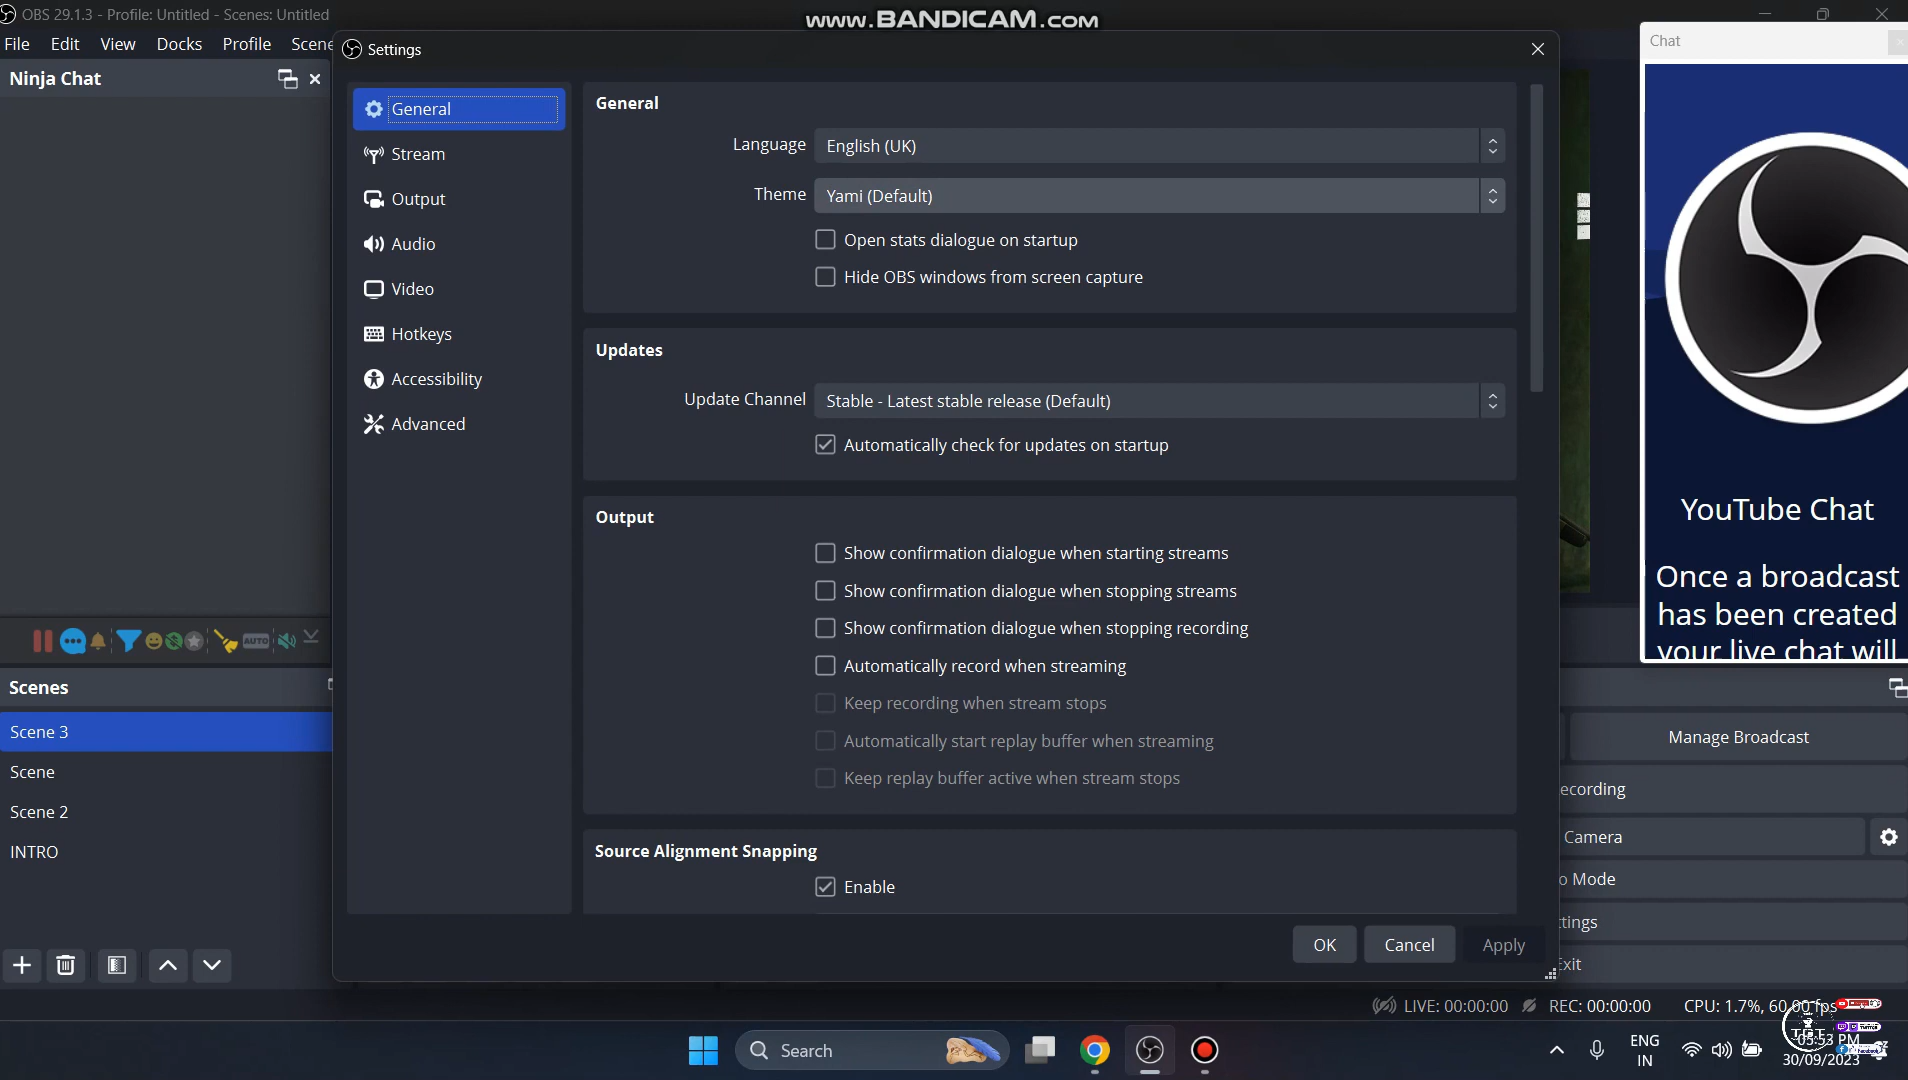 OBS 29.1.3 - Profile: Untitled - Scenes: Untitled
www.BANDICAM.com
File Edit View Docks Profile Scene
Ninja Chat
Settings
General
Stream
Output
Audio
Video
Hotkeys
Accessibility
Advanced
General
Language English (UK)
Theme Yami (Default)
Open stats dialogue on startup
Hide OBS windows from screen capture
Updates
Update Channel Stable - Latest stable release (Default)
Automatically check for updates on startup
Output
Show confirmation dialogue when starting streams
Show confirmation dialogue when stopping streams
Show confirmation dialogue when stopping recording
Automatically record when streaming
Keep recording when stream stops
Automatically start replay buffer when streaming
Keep replay buffer active when stream stops
Source Alignment Snapping
Enable
OK Cancel Apply
Chat
YouTube Chat
Once a broadcast
has been created
your live chat will
AUTO
Scenes
Scene 3
Scene
Scene 2
INTRO
Manage Broadcast
ecording
Camera
o Mode
ttings
Exit
LIVE: 00:00:00 REC: 00:00:00 CPU: 1.7%, 60.00 fps
Search
ENG
IN
05:53 PM
30/09/2023
TGT